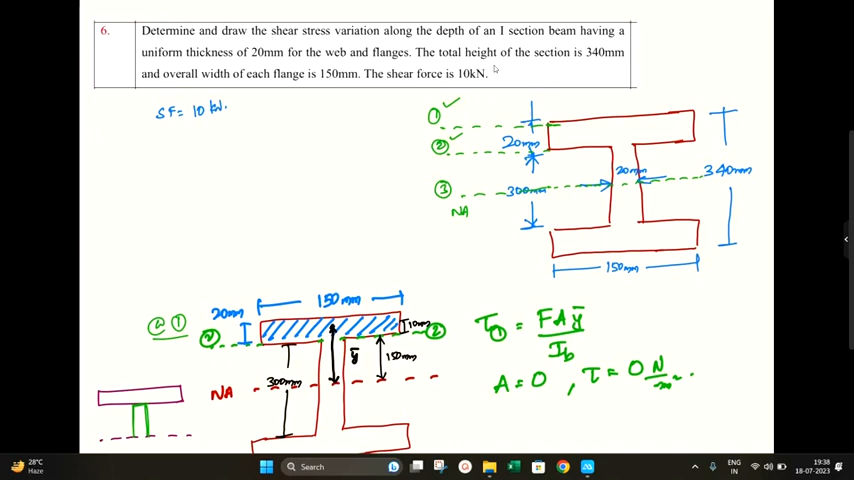 6. Determine and draw the shear stress variation along the depth of an I section beam having a
uniform thickness of 20mm for the web and flanges. The total height of the section is 340mm
and overall width of each flange is 150mm. The shear force is 10kN.
SF = 10 kN.
① ✓
② ✓
20mm
20mm
340mm
③
300mm
NA
150mm
150mm
20mm
@ ①
②
10mm
②
τ① = FAȳ / Ib
ȳ
150mm
300mm
NA
A = 0 , τ = 0 N/m²
28°C
Haze
Search
ENG
IN
19:38
18-07-2023